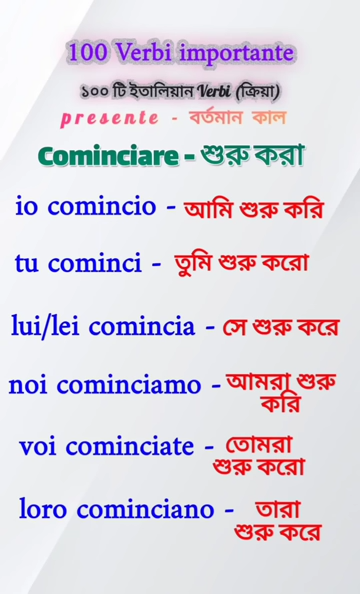 100 Verbi importante
১০০ টি ইতালিয়ান Verbi (ক্রিয়া)
presente - বর্তমান কাল
Cominciare - শুরু করা
io comincio - আমি শুরু করি
tu cominci - তুমি শুরু করো
lui/lei comincia - সে শুরু করে
noi cominciamo - আমরা শুরু
করি
voi cominciate - তোমরা
শুরু করো
loro cominciano - তারা
শুরু করে